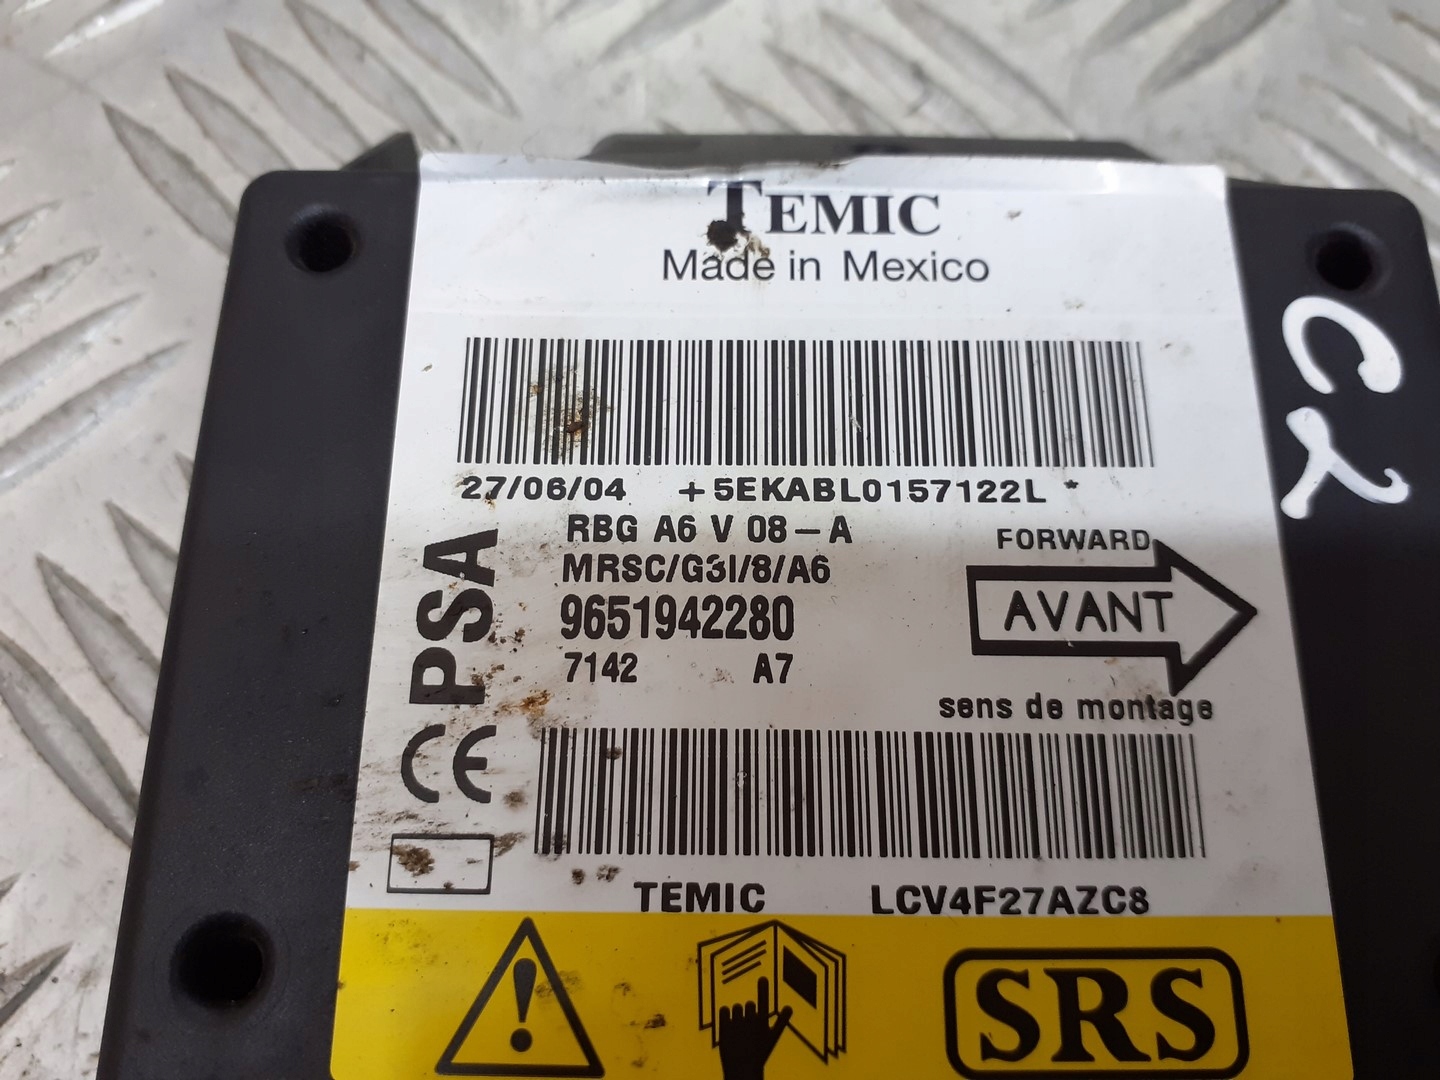 TEMIC
Made in Mexico
27/06/04 +5EKABL0157122L *
RBG A6 V 08-A
MRSC/G3I/8/A6
9651942280
7142 A7
PSA
CE
FORWARD
AVANT
sens de montage
TEMIC LCV4F27AZC8
SRS
C2